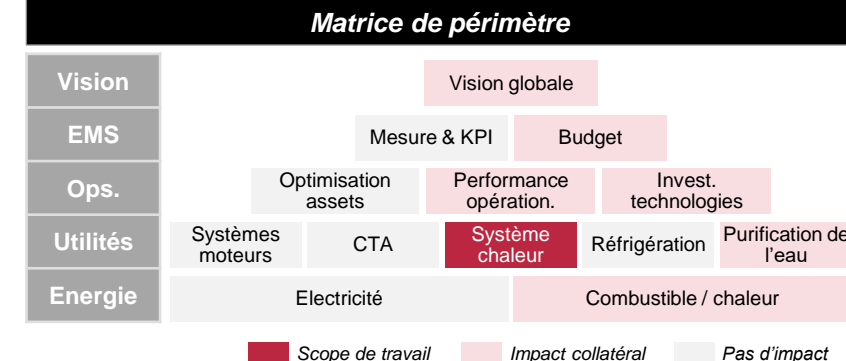 Matrice de périmètre
Vision
Vision globale
EMS
Mesure & KPI
Budget
Ops.
Optimisation
assets
Performance
opération.
Invest.
technologies
Utilités
Systèmes
moteurs
CTA
Système
chaleur
Réfrigération
Purification de
l'eau
Energie
Electricité
Combustible / chaleur
Scope de travail
Impact collatéral
Pas d'impact